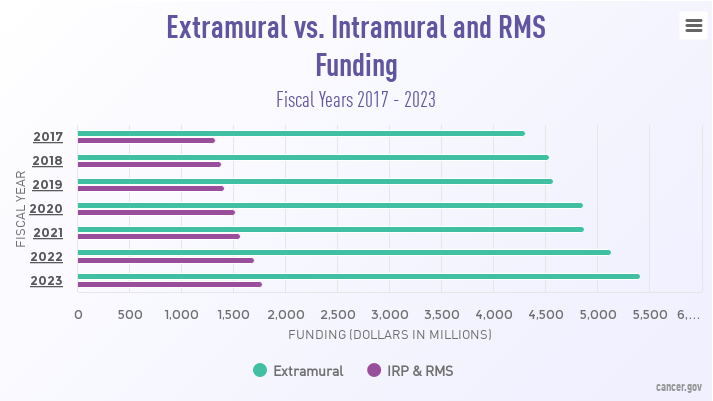 Extramural vs. Intramural and RMS
Funding
Fiscal Years 2017 - 2023
FISCAL YEAR
2017
2018
2019
2020
2021
2022
2023
0 500 1,000 1,500 2,000 2,500 3,000 3,500 4,000 4,500 5,000 5,500 6,…
FUNDING (DOLLARS IN MILLIONS)
Extramural IRP & RMS
cancer.gov